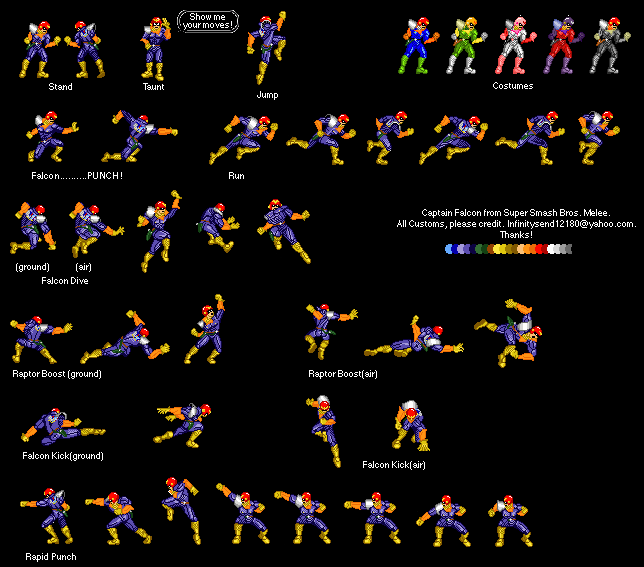 Show me
your moves!
Stand
Taunt
Jump
Costumes
Falcon..........PUNCH!
Run
Captain Falcon from Super Smash Bros. Melee.
All Customs, please credit. Infinitysend12180@yahoo.com.
Thanks!
(ground)
(air)
Falcon Dive
Raptor Boost (ground)
Raptor Boost(air)
Falcon Kick(ground)
Falcon Kick(air)
Rapid Punch